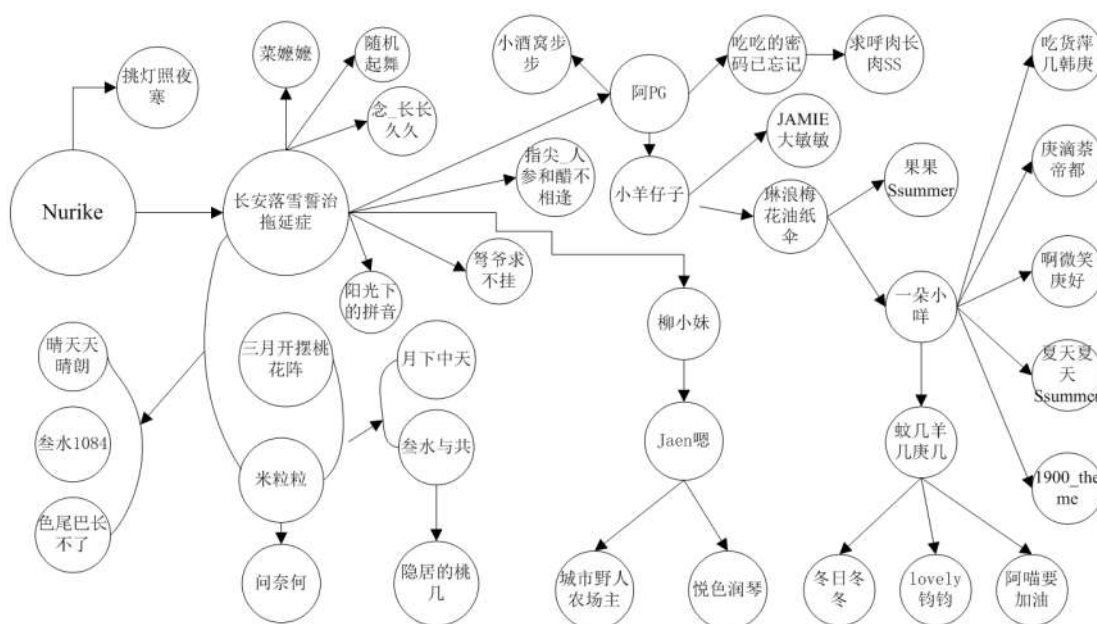 菜嬷嬷
随机
起舞
小酒窝步
步
吃吃的密
码已忘记
求呼肉长
肉SS
吃货萍
几韩庚
挑灯照夜
寒
念_长长
久久
阿PG
JAMIE
大敏敏
庚滴萘
帝都
Nurike
长安落雪誓治
拖延症
指尖_人
参和醋不
相逢
小羊仔子
琳浪梅
花油纸
伞
果果
Ssummer
弩爷求
不挂
啊微笑
庚好
阳光下
的拼音
柳小妹
一朵小
咩
晴天天
晴朗
三月开摆桃
花阵
月下中天
夏天夏
天
Ssummer
叁水1084
米粒粒
叁水与共
Jaen嗯
蚊几羊
几庚几
1900_the
me
色尾巴长
不了
问奈何
隐居的桃
几
城市野人
农场主
悦色润琴
冬日冬
冬
lovely
钧钧
阿喵要
加油